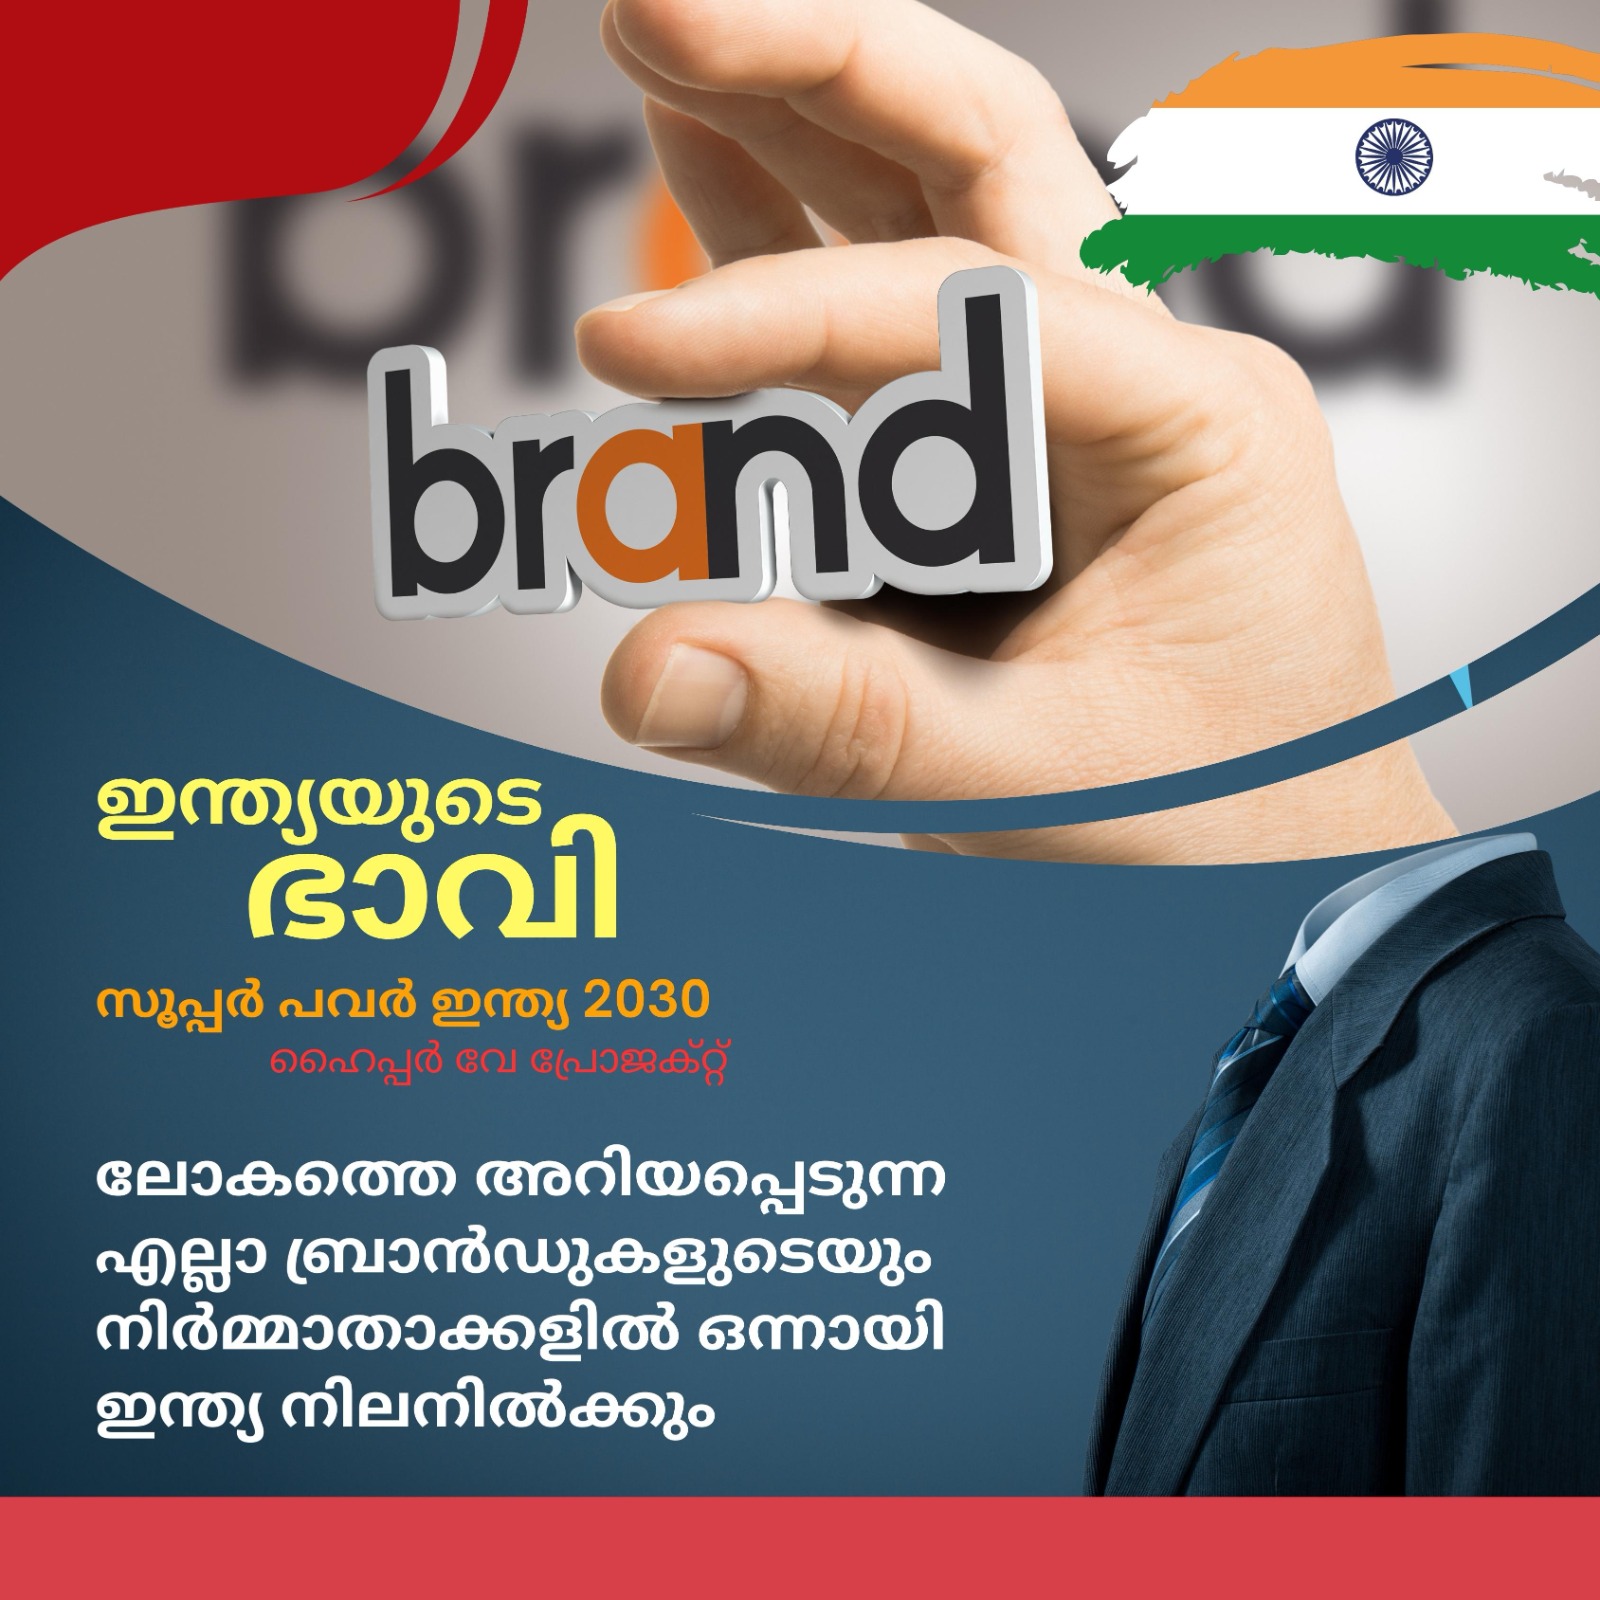 brand
brand
ഇന്ത്യയുടെ
ഭാവി
സൂപ്പർ പവർ ഇന്ത്യ 2030
ഹൈപ്പർ വേ പ്രോജക്റ്റ്
ലോകത്തെ അറിയപ്പെടുന്ന
എല്ലാ ബ്രാൻഡുകളുടെയും
നിർമ്മാതാക്കളിൽ ഒന്നായി
ഇന്ത്യ നിലനിൽക്കും